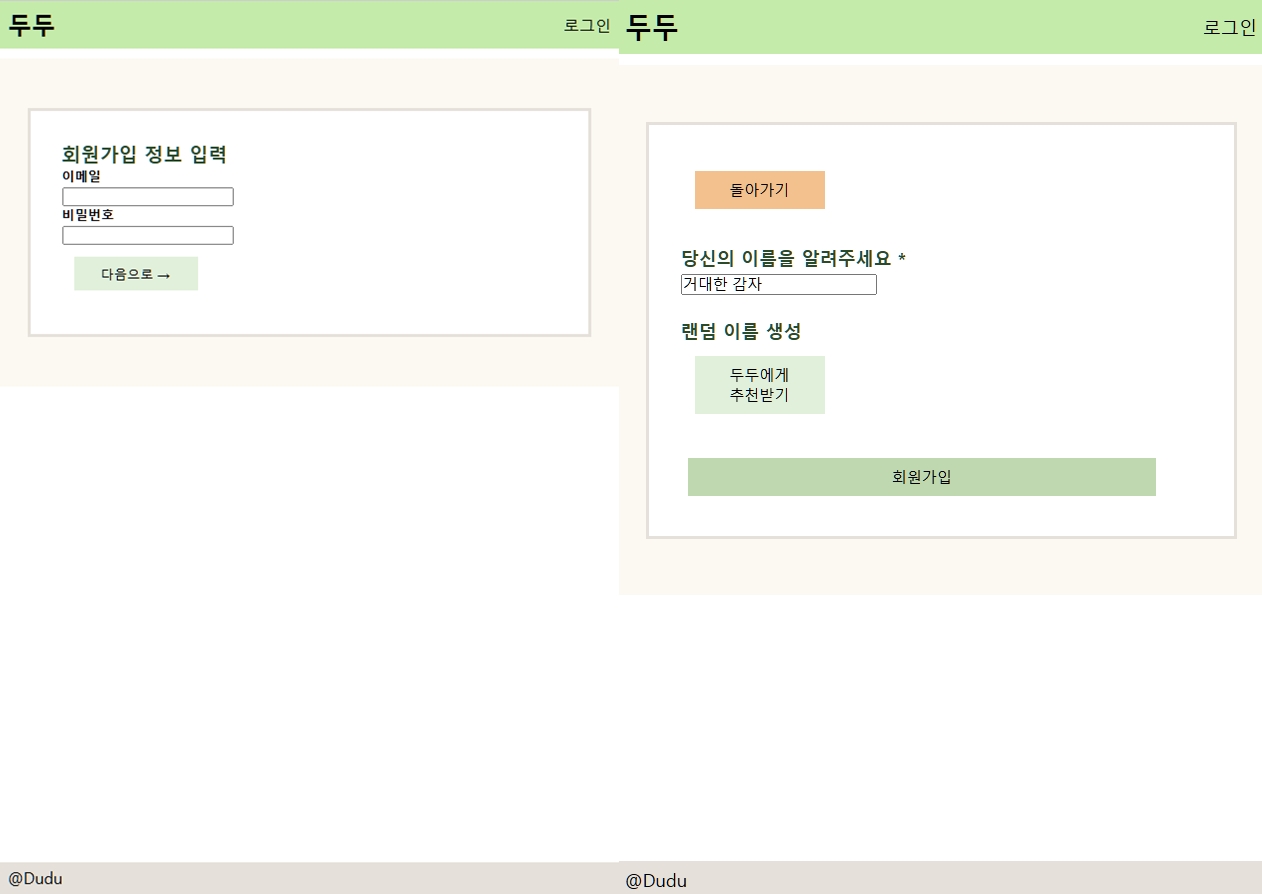 두두
로그인
회원가입 정보 입력
이메일
비밀번호
다음으로 →
@Dudu
두두
로그인
돌아가기
당신의 이름을 알려주세요 *
거대한 감자
랜덤 이름 생성
두두에게
추천받기
회원가입
@Dudu